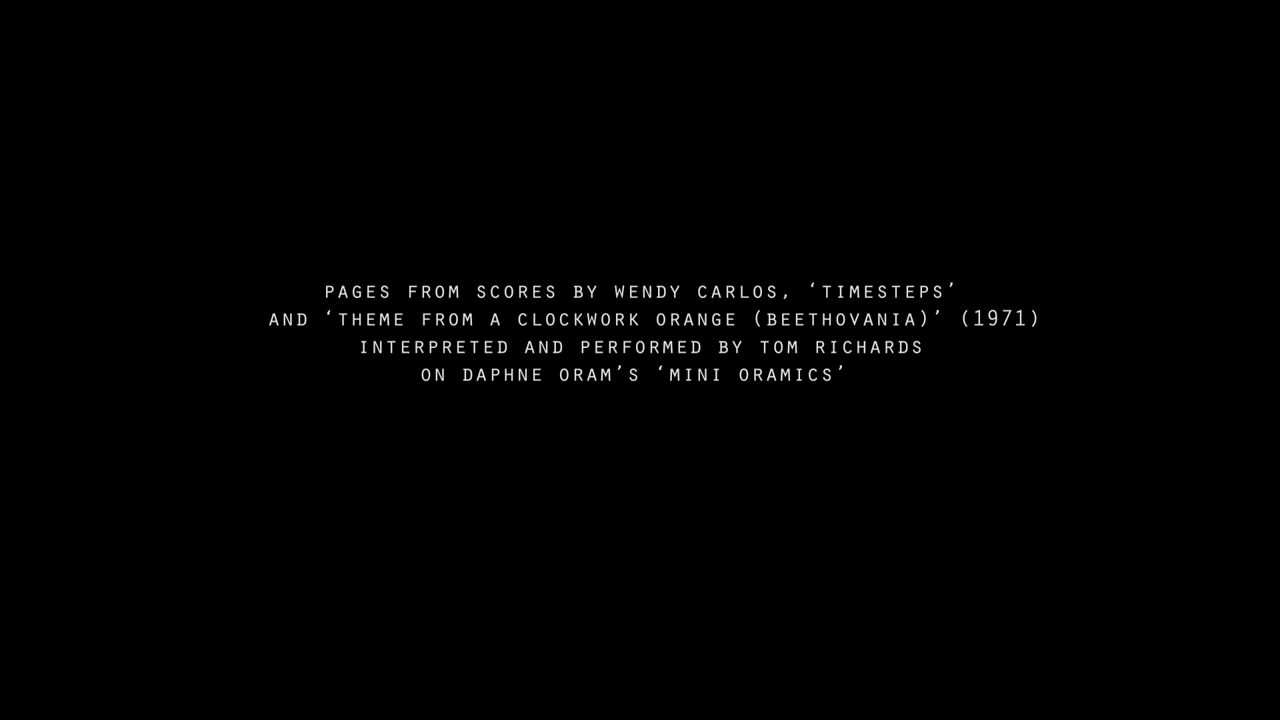 PAGES FROM SCORES BY WENDY CARLOS, ‘TIMESTEPS’
AND ‘THEME FROM A CLOCKWORK ORANGE (BEETHOVANIA)’ (1971)
INTERPRETED AND PERFORMED BY TOM RICHARDS
ON DAPHNE ORAM’S ‘MINI ORAMICS’